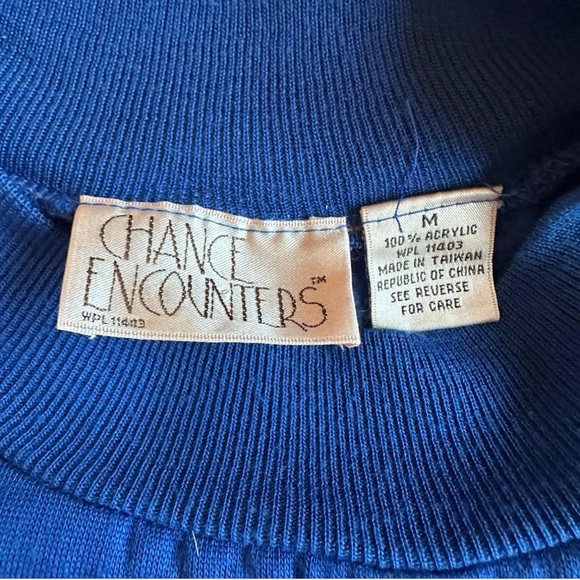 CHANCE
ENCOUNTERS™
WPL 11403
M
100% ACRYLIC
WPL 11403
MADE IN TAIWAN
REPUBLIC OF CHINA
SEE REVERSE
FOR CARE